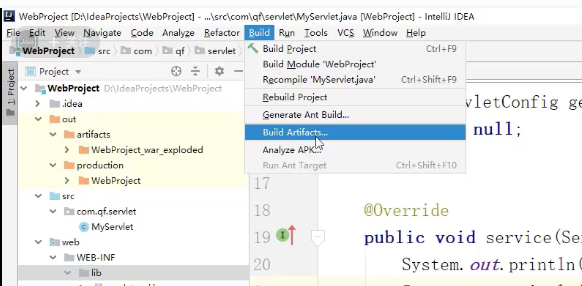 WebProject [D:\IdeaProjects\WebProject] - ...\src\com\qf\servlet\MyServlet.java [WebProject] - IntelliJ IDEA
File Edit View Navigate Code Analyze Refactor Build Run Tools VCS Window Help
WebProject src com qf servlet
Build Project Ctrl+F9
Build Module 'WebProject'
Recompile 'MyServlet.java' Ctrl+Shift+F9
Rebuild Project
Generate Ant Build...
Build Artifacts...
Analyze APK...
Run Ant Target Ctrl+Shift+F10
1: Project
Project
WebProject D:\IdeaProjects\WebProject
.idea
out
artifacts
WebProject_war_exploded
production
WebProject
src
com.qf.servlet
MyServlet
web
WEB-INF
lib
vletConfig ge
null;
17
18 @Override
19 public void service(Se
20 System.out.println(